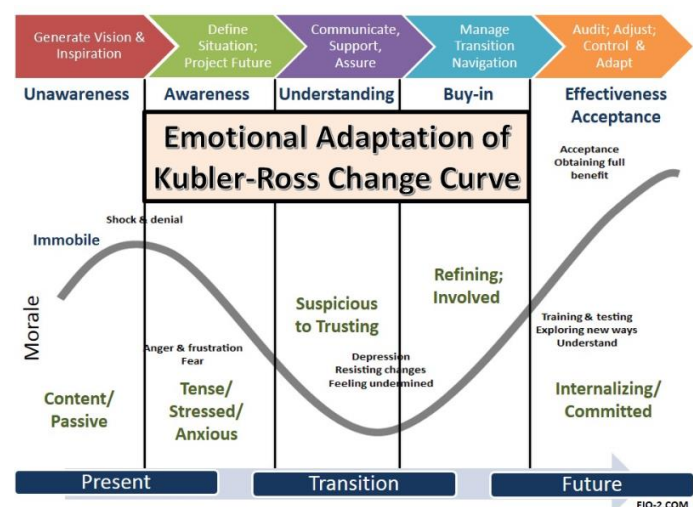 Generate Vision &
Inspiration
Define
Situation;
Project Future
Communicate,
Support,
Assure
Manage
Transition
Navigation
Audit; Adjust;
Control &
Adapt
Unawareness
Awareness
Understanding
Buy-in
Effectiveness
Acceptance
Emotional Adaptation of
Kubler-Ross Change Curve
Acceptance
Obtaining full
benefit
Shock & denial
Immobile
Morale
Suspicious
to Trusting
Refining;
Involved
Training & testing
Exploring new ways
Understand
Anger & frustration
Fear
Depression
Resisting changes
Feeling undermined
Content/
Passive
Tense/
Stressed/
Anxious
Internalizing/
Committed
Present
Transition
Future
EIQ-2.COM